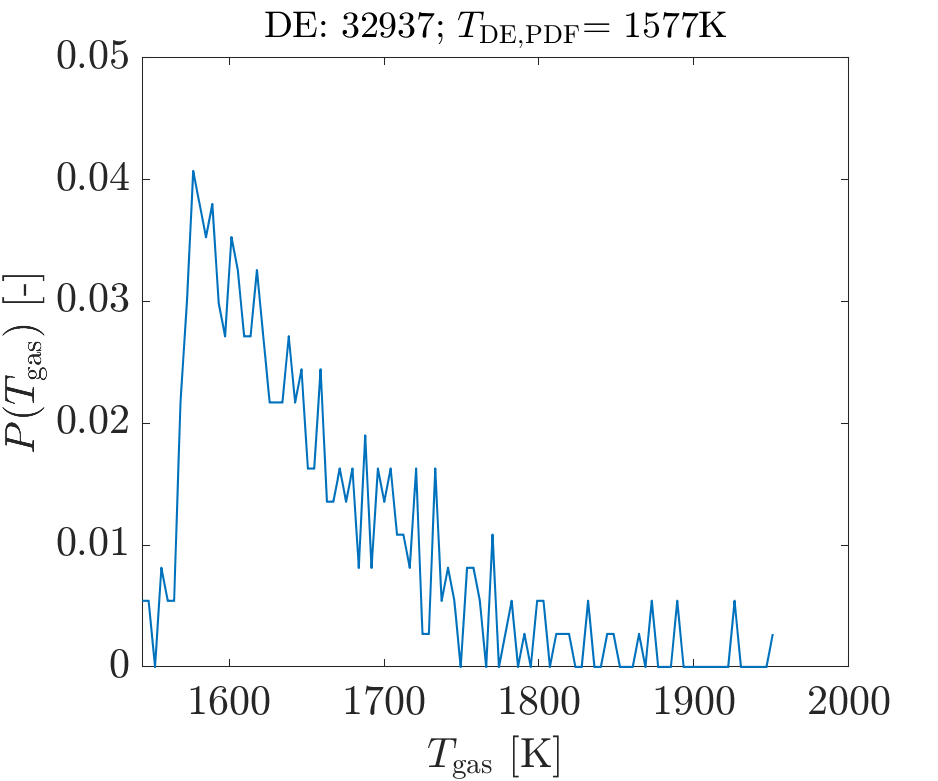 DE: 32937; T_DE,PDF= 1577K
0.05
0.04
0.03
0.02
0.01
0
P(T_gas) [-]
1600 1700 1800 1900 2000
T_gas [K]